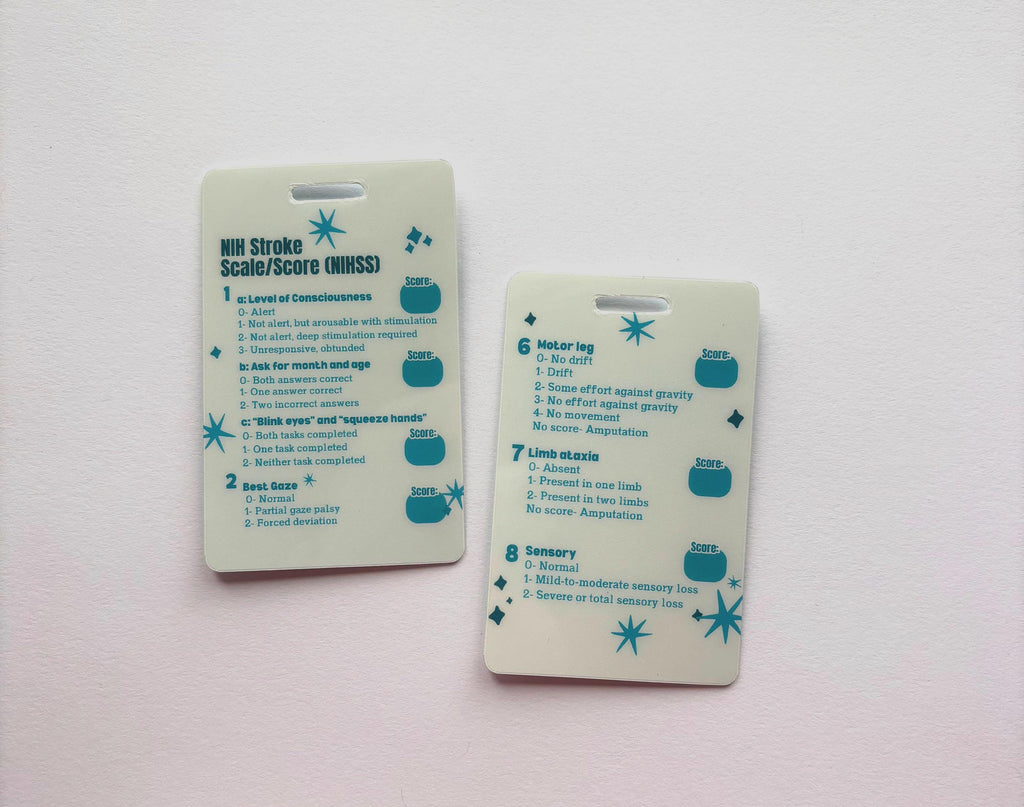 NIH Stroke
Scale/Score (NIHSS)
1 a: Level of Consciousness
Score:
0- Alert
1- Not alert, but arousable with stimulation
2- Not alert, deep stimulation required
3- Unresponsive, obtunded
b: Ask for month and age
Score:
0- Both answers correct
1- One answer correct
2- Two incorrect answers
c: "Blink eyes" and "squeeze hands"
Score:
0- Both tasks completed
1- One task completed
2- Neither task completed
2 Best Gaze
Score:
0- Normal
1- Partial gaze palsy
2- Forced deviation
6 Motor leg
Score:
0- No drift
1- Drift
2- Some effort against gravity
3- No effort against gravity
4- No movement
No score- Amputation
7 Limb ataxia
Score:
0- Absent
1- Present in one limb
2- Present in two limbs
No score- Amputation
8 Sensory
Score:
0- Normal
1- Mild-to-moderate sensory loss
2- Severe or total sensory loss